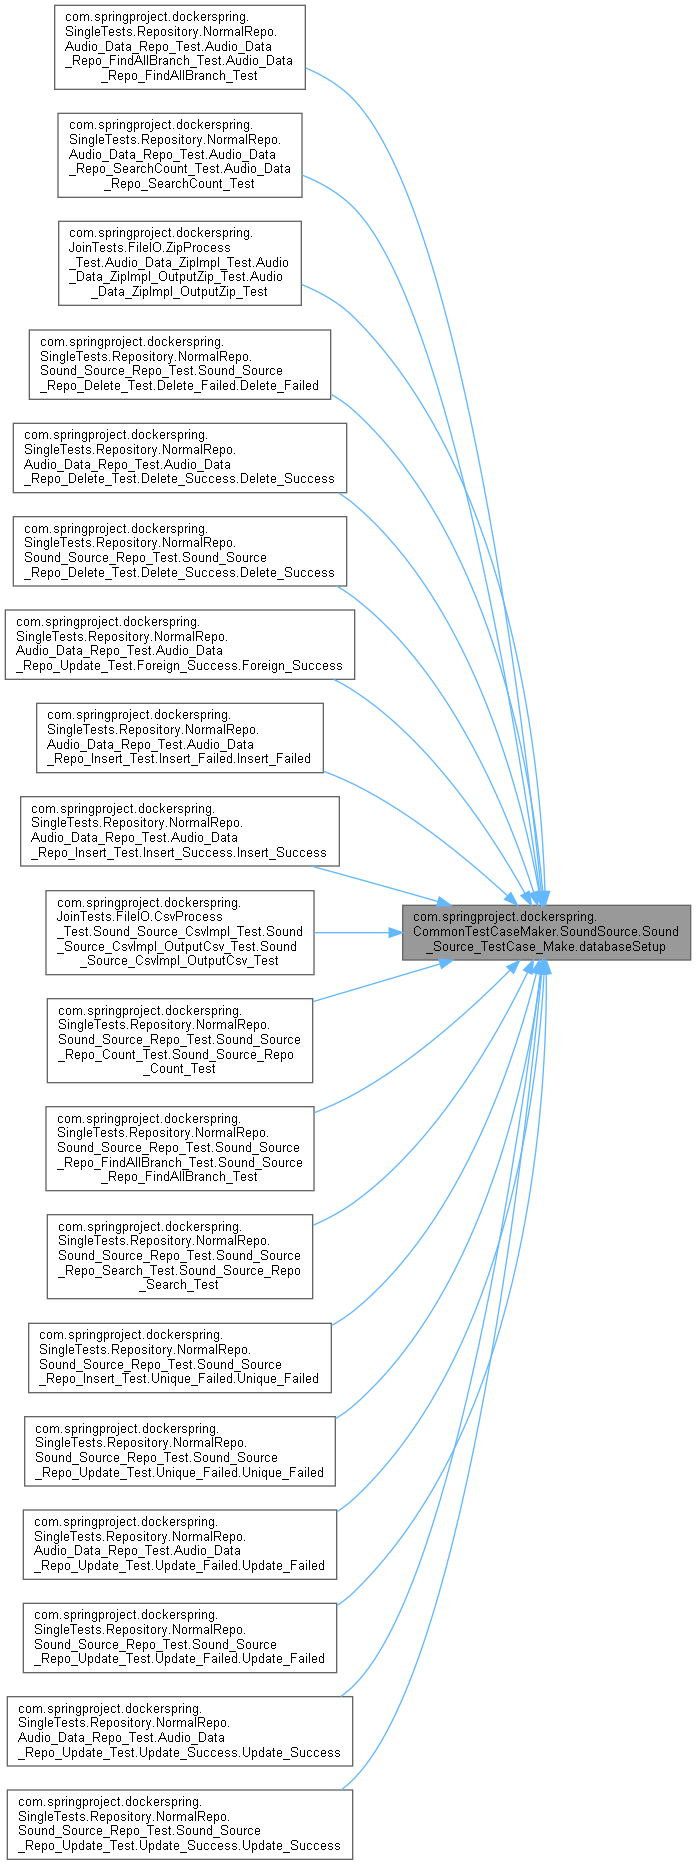 com.springproject.dockerspring.
SingleTests.Repository.NormalRepo.
Audio_Data_Repo_Test.Audio_Data
_Repo_FindAllBranch_Test.Audio_Data
_Repo_FindAllBranch_Test
com.springproject.dockerspring.
SingleTests.Repository.NormalRepo.
Audio_Data_Repo_Test.Audio_Data
_Repo_SearchCount_Test.Audio_Data
_Repo_SearchCount_Test
com.springproject.dockerspring.
JoinTests.FileIO.ZipProcess
_Test.Audio_Data_ZipImpl_Test.Audio
_Data_ZipImpl_OutputZip_Test.Audio
_Data_ZipImpl_OutputZip_Test
com.springproject.dockerspring.
SingleTests.Repository.NormalRepo.
Sound_Source_Repo_Test.Sound_Source
_Repo_Delete_Test.Delete_Failed.Delete_Failed
com.springproject.dockerspring.
SingleTests.Repository.NormalRepo.
Audio_Data_Repo_Test.Audio_Data
_Repo_Delete_Test.Delete_Success.Delete_Success
com.springproject.dockerspring.
SingleTests.Repository.NormalRepo.
Sound_Source_Repo_Test.Sound_Source
_Repo_Delete_Test.Delete_Success.Delete_Success
com.springproject.dockerspring.
SingleTests.Repository.NormalRepo.
Audio_Data_Repo_Test.Audio_Data
_Repo_Update_Test.Foreign_Success.Foreign_Success
com.springproject.dockerspring.
SingleTests.Repository.NormalRepo.
Audio_Data_Repo_Test.Audio_Data
_Repo_Insert_Test.Insert_Failed.Insert_Failed
com.springproject.dockerspring.
SingleTests.Repository.NormalRepo.
Audio_Data_Repo_Test.Audio_Data
_Repo_Insert_Test.Insert_Success.Insert_Success
com.springproject.dockerspring.
JoinTests.FileIO.CsvProcess
_Test.Sound_Source_CsvImpl_Test.Sound
_Source_CsvImpl_OutputCsv_Test.Sound
_Source_CsvImpl_OutputCsv_Test
com.springproject.dockerspring.
CommonTestCaseMaker.SoundSource.Sound
_Source_TestCase_Make.databaseSetup
com.springproject.dockerspring.
SingleTests.Repository.NormalRepo.
Sound_Source_Repo_Test.Sound_Source
_Repo_Count_Test.Sound_Source_Repo
_Count_Test
com.springproject.dockerspring.
SingleTests.Repository.NormalRepo.
Sound_Source_Repo_Test.Sound_Source
_Repo_FindAllBranch_Test.Sound_Source
_Repo_FindAllBranch_Test
com.springproject.dockerspring.
SingleTests.Repository.NormalRepo.
Sound_Source_Repo_Test.Sound_Source
_Repo_Search_Test.Sound_Source_Repo
_Search_Test
com.springproject.dockerspring.
SingleTests.Repository.NormalRepo.
Sound_Source_Repo_Test.Sound_Source
_Repo_Insert_Test.Unique_Failed.Unique_Failed
com.springproject.dockerspring.
SingleTests.Repository.NormalRepo.
Sound_Source_Repo_Test.Sound_Source
_Repo_Update_Test.Unique_Failed.Unique_Failed
com.springproject.dockerspring.
SingleTests.Repository.NormalRepo.
Audio_Data_Repo_Test.Audio_Data
_Repo_Update_Test.Update_Failed.Update_Failed
com.springproject.dockerspring.
SingleTests.Repository.NormalRepo.
Sound_Source_Repo_Test.Sound_Source
_Repo_Update_Test.Update_Failed.Update_Failed
com.springproject.dockerspring.
SingleTests.Repository.NormalRepo.
Audio_Data_Repo_Test.Audio_Data
_Repo_Update_Test.Update_Success.Update_Success
com.springproject.dockerspring.
SingleTests.Repository.NormalRepo.
Sound_Source_Repo_Test.Sound_Source
_Repo_Update_Test.Update_Success.Update_Success